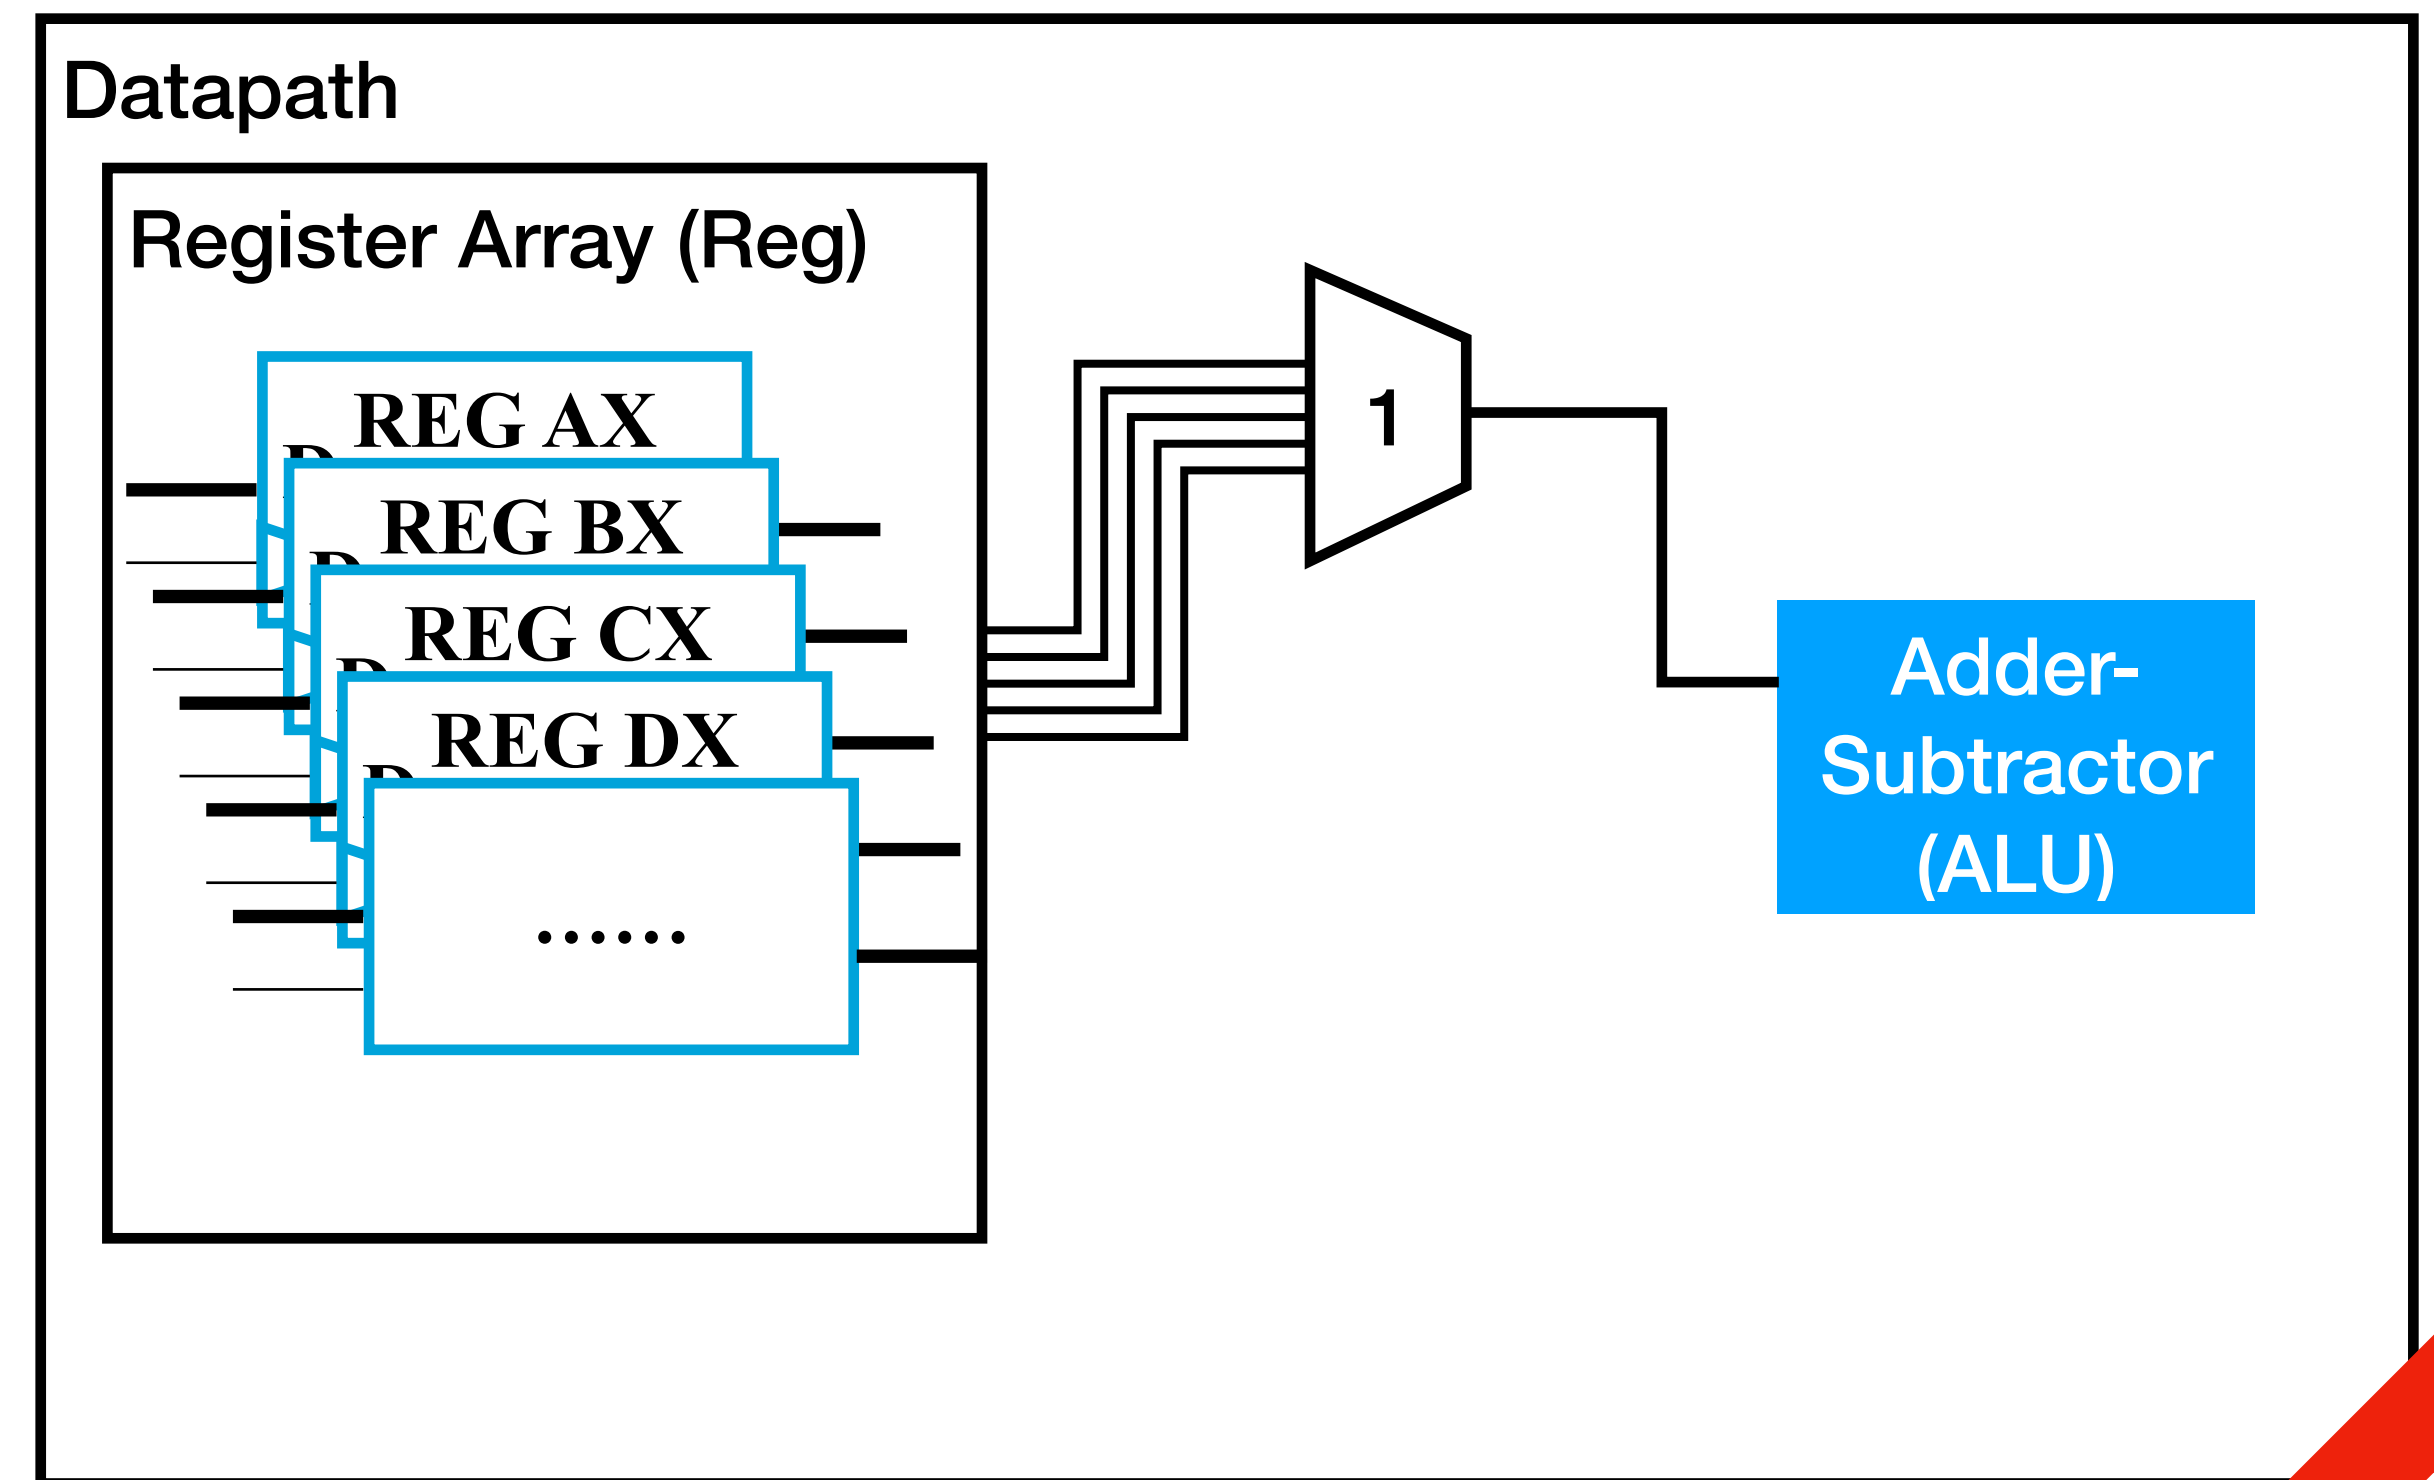 Datapath
Register Array (Reg)
REG AX
REG BX
REG CX
REG DX
......
1
Adder-
Subtractor
(ALU)